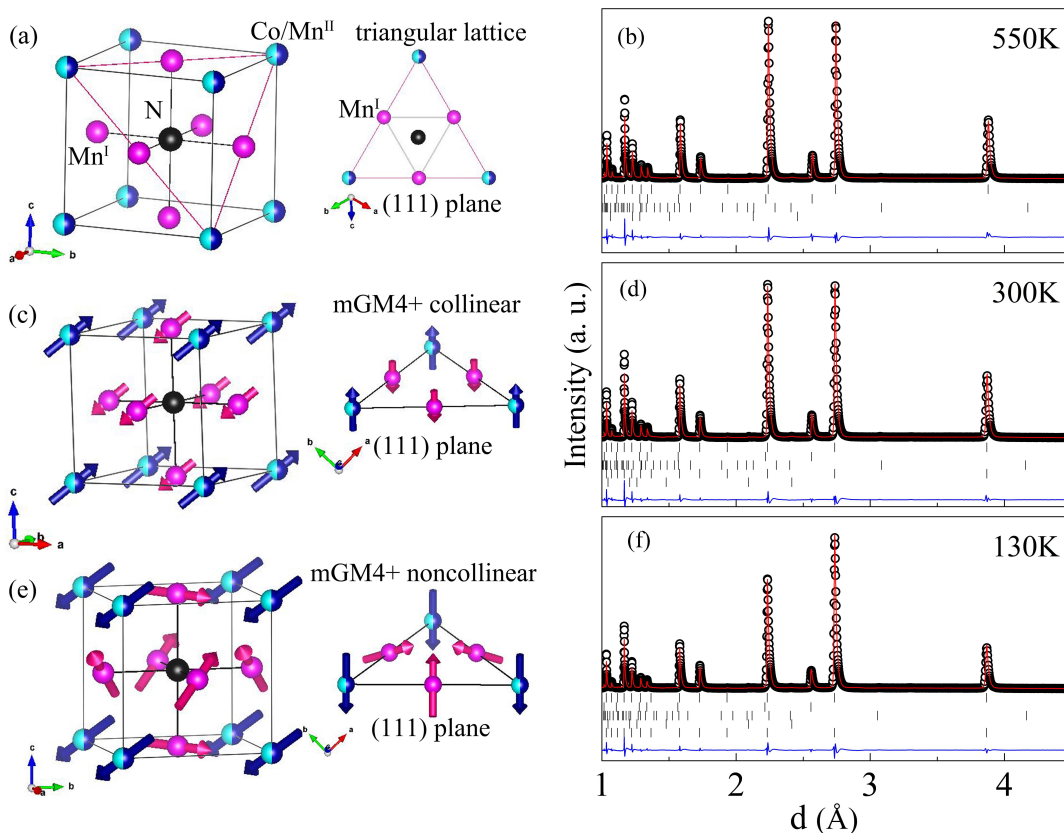 (a)
Co/Mn^II
triangular lattice
N
Mn^I
Mn^I
(111) plane
c
a
b
b
a
c
(b)
550K
(c)
mGM4+ collinear
(111) plane
c
b
a
b
a
c
(d)
300K
Intensity (a. u.)
(e)
mGM4+ noncollinear
(111) plane
c
a
b
b
a
(f)
130K
1
2
3
4
d (Å)